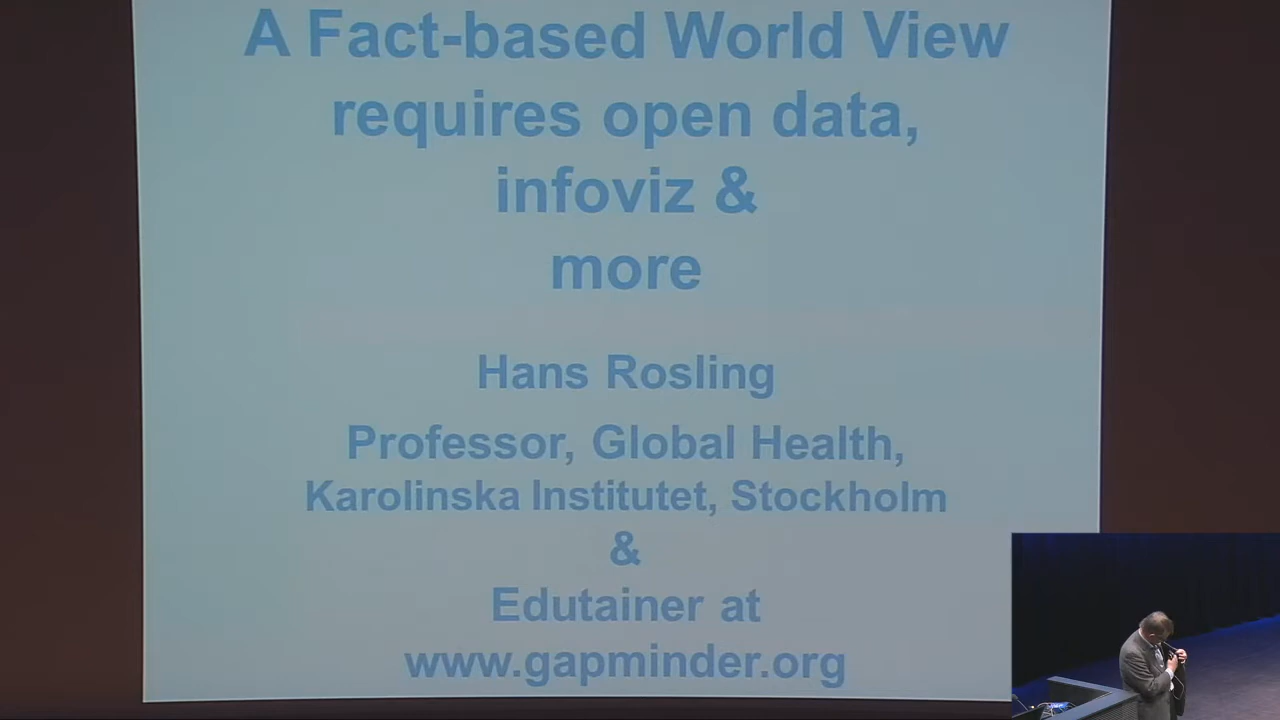 A Fact-based World View
requires open data,
infoviz &
more
Hans Rosling
Professor, Global Health,
Karolinska Institutet, Stockholm
&
Edutainer at
www.gapminder.org